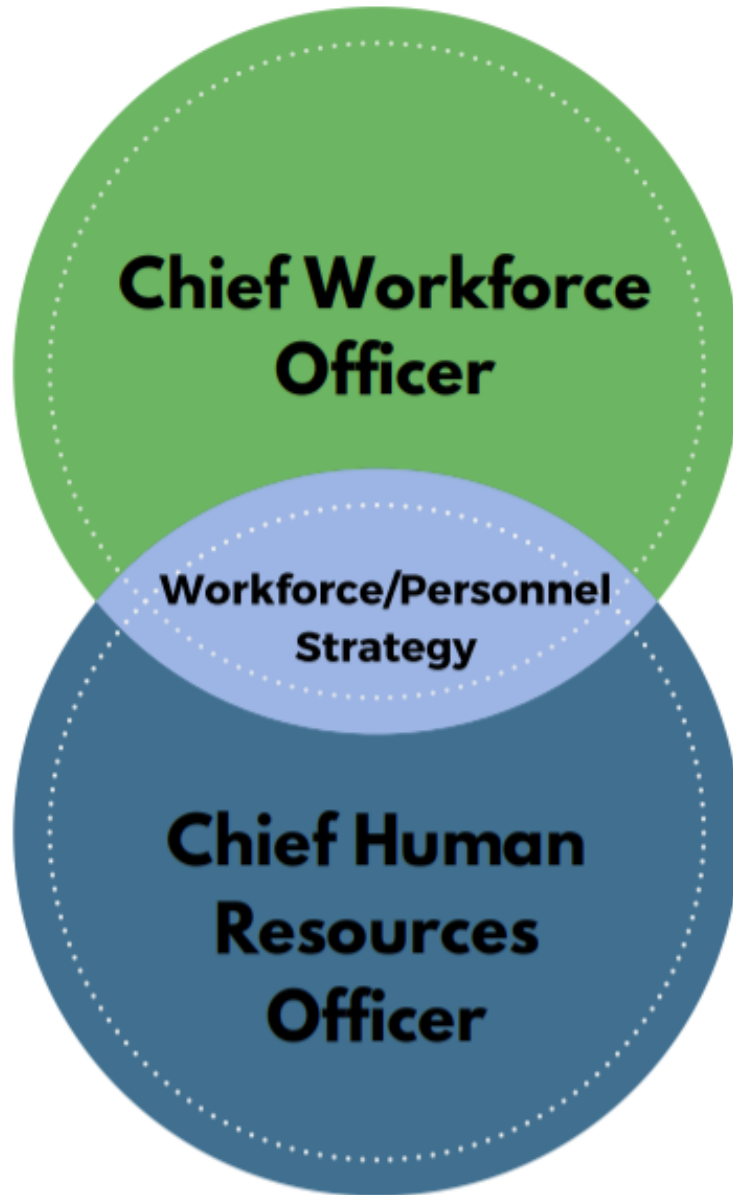 Chief Workforce
Officer
Workforce/Personnel
Strategy
Chief Human
Resources
Officer